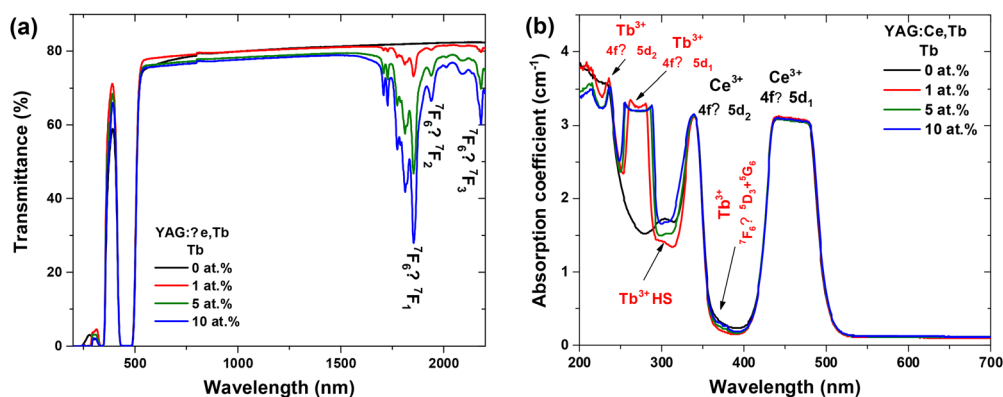 (a)
Transmittance (%)
100
80
60
40
20
0
500
1000
1500
2000
Wavelength (nm)
YAG:?e,Tb
Tb
0 at.%
1 at.%
5 at.%
10 at.%
⁷F₆? ⁷F₁
⁷F₆? ⁷F₂
⁷F₆? ⁷F₃
(b)
Absorption coefficient (cm⁻¹)
4
3
2
1
0
200
300
400
500
600
700
Wavelength (nm)
Tb³⁺
4f? 5d₂
Tb³⁺
4f? 5d₁
Ce³⁺
4f? 5d₂
Ce³⁺
4f? 5d₁
Tb³⁺ HS
Tb³⁺
⁷F₆? ⁵D₃+⁵G₆
YAG:Ce,Tb
Tb
0 at.%
1 at.%
5 at.%
10 at.%